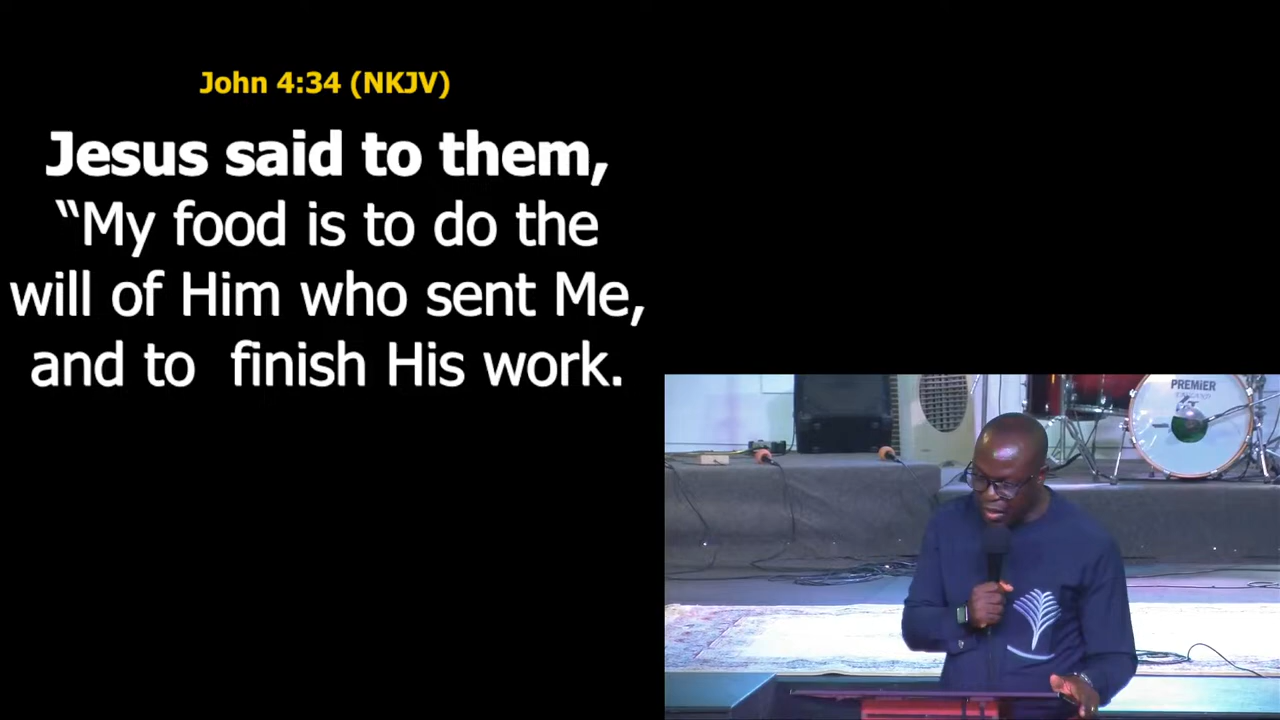 John 4:34 (NKJV)
Jesus said to them,
“My food is to do the
will of Him who sent Me,
and to  finish His work.
PREMIER